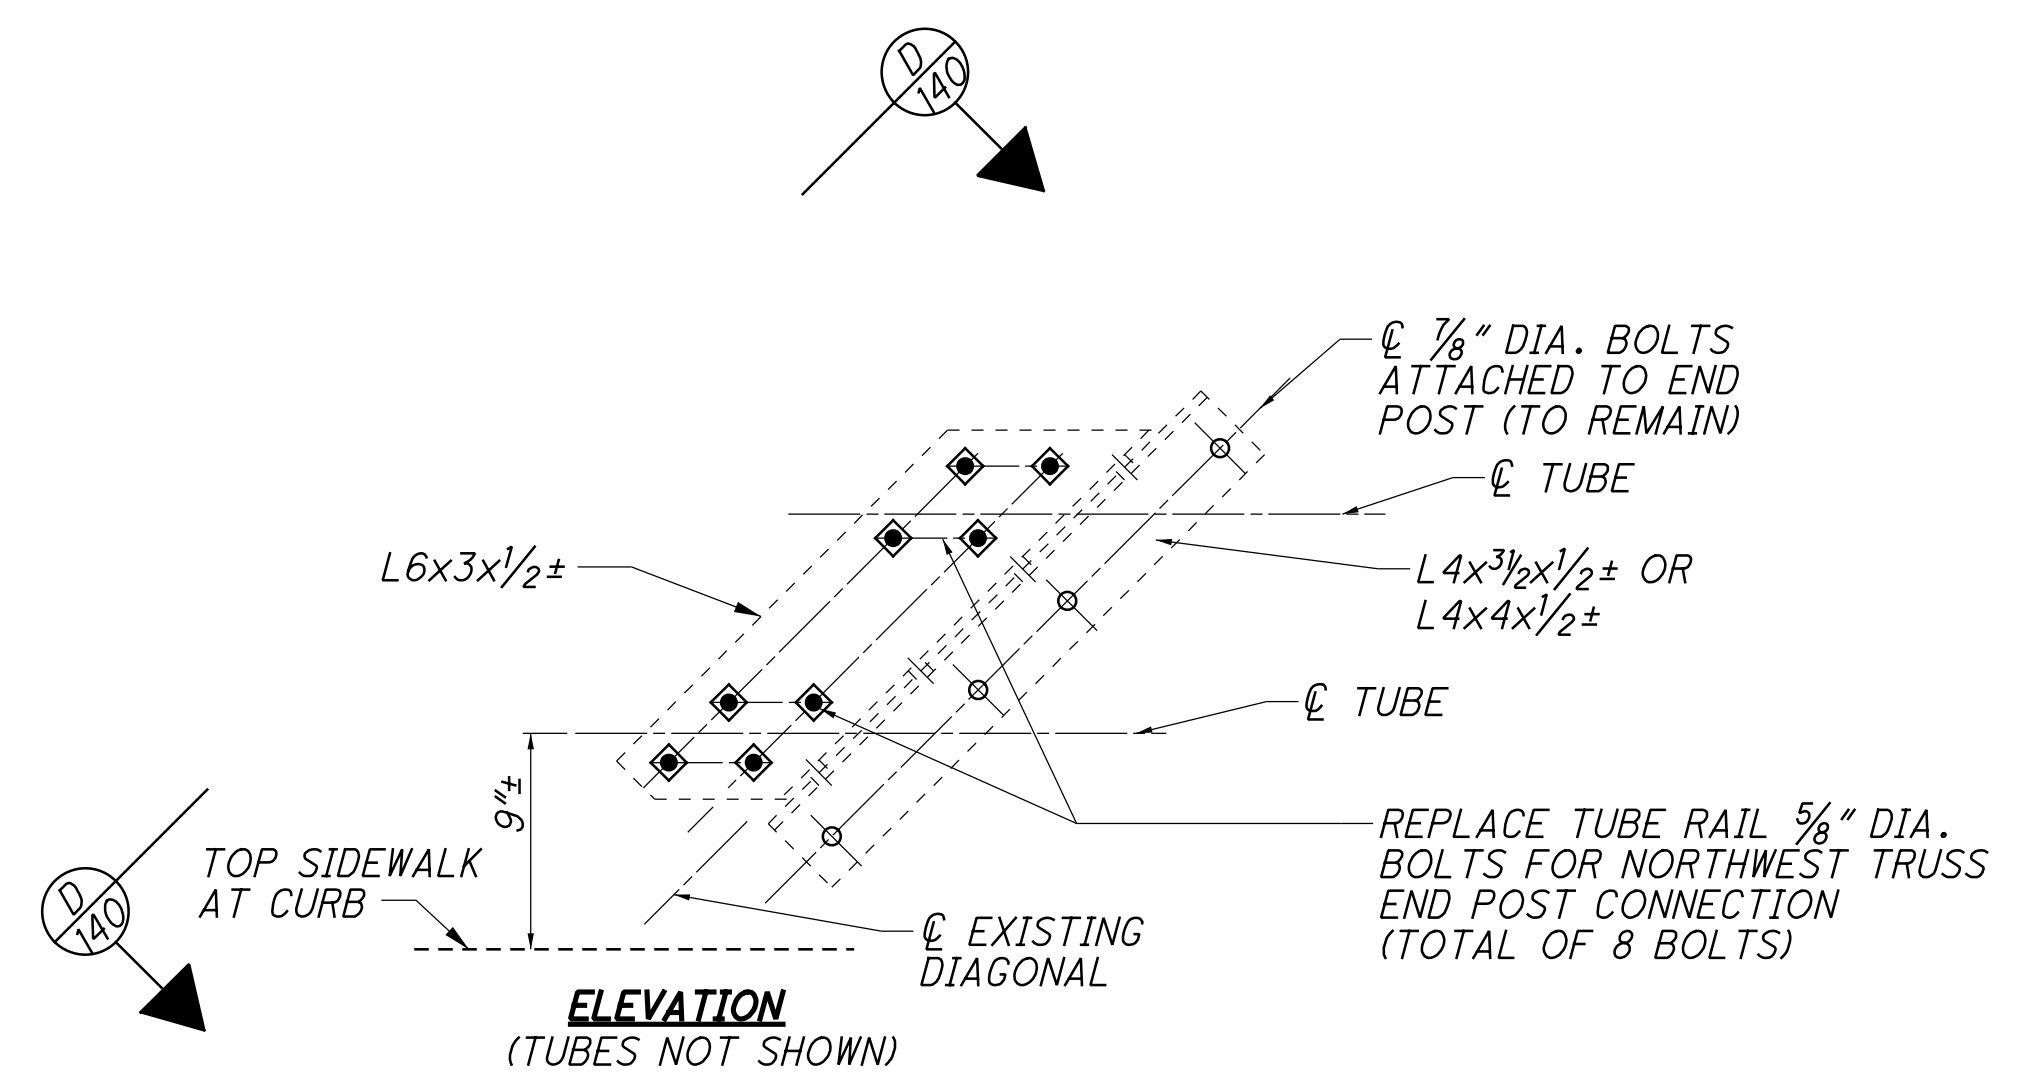 D
140
℄ 7/8" DIA. BOLTS
ATTACHED TO END
POST (TO REMAIN)
℄ TUBE
L6x3x1/2±
L4x3 1/2x1/2± OR
L4x4x1/2±
℄ TUBE
9"±
REPLACE TUBE RAIL 5/8" DIA.
BOLTS FOR NORTHWEST TRUSS
END POST CONNECTION
(TOTAL OF 8 BOLTS)
TOP SIDEWALK
AT CURB
D
140
℄ EXISTING
DIAGONAL
ELEVATION
(TUBES NOT SHOWN)